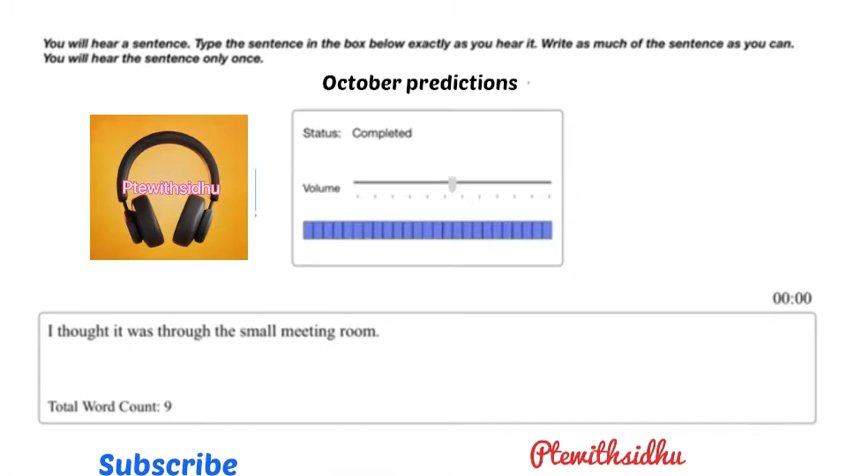 You will hear a sentence. Type the sentence in the box below exactly as you hear it. Write as much of the sentence as you can.
You will hear the sentence only once.
October predictions
Ptewithsidhu
Status: Completed
Volume
00:00
I thought it was through the small meeting room.
Total Word Count: 9
Subscribe
Ptewithsidhu